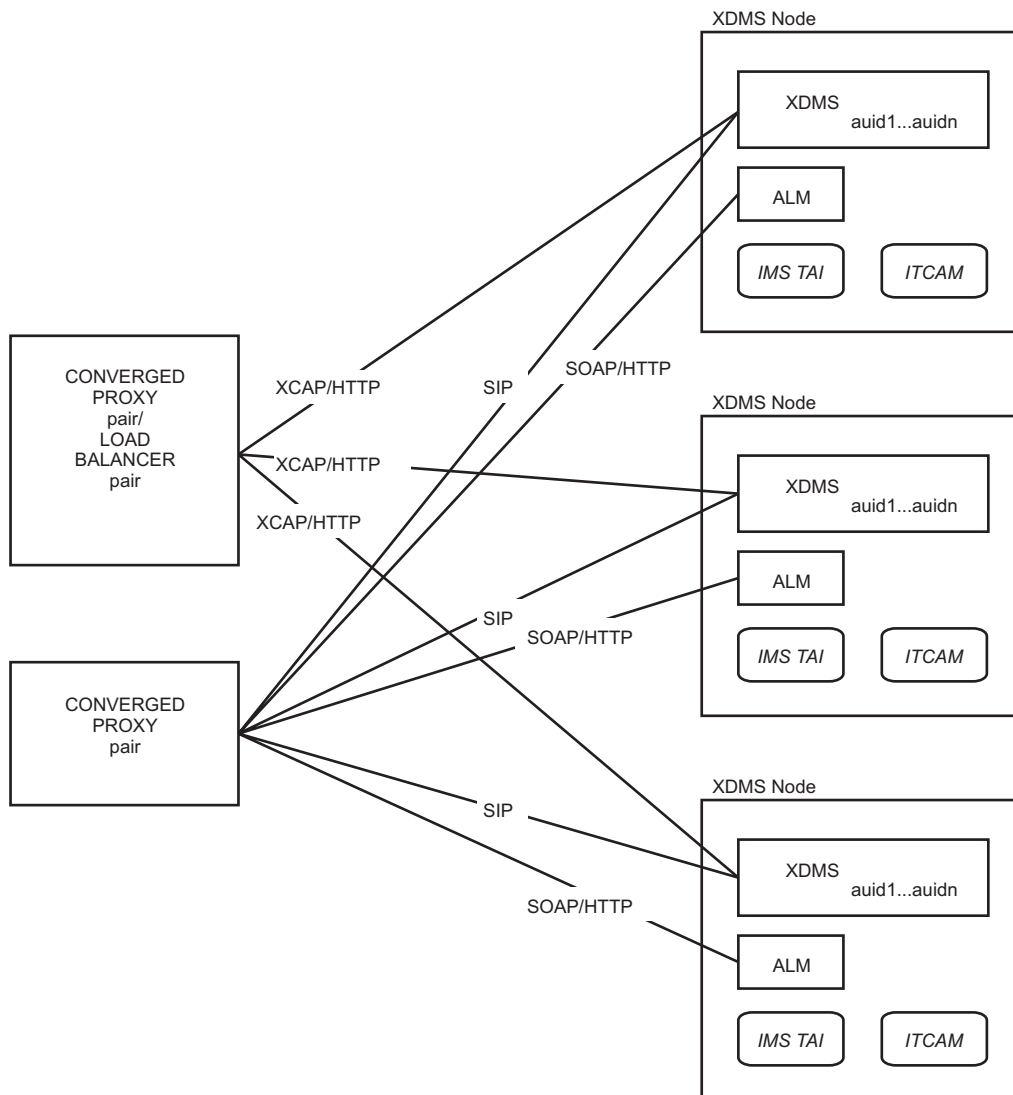 XDMS Node
XDMS
auid1...auidn
ALM
IMS TAI
ITCAM
CONVERGED
PROXY
pair/
LOAD
BALANCER
pair
XCAP/HTTP
SIP
SOAP/HTTP
XDMS Node
XCAP/HTTP
XDMS
auid1...auidn
XCAP/HTTP
ALM
SIP
SOAP/HTTP
IMS TAI
ITCAM
CONVERGED
PROXY
pair
XDMS Node
SIP
XDMS
auid1...auidn
SOAP/HTTP
ALM
IMS TAI
ITCAM